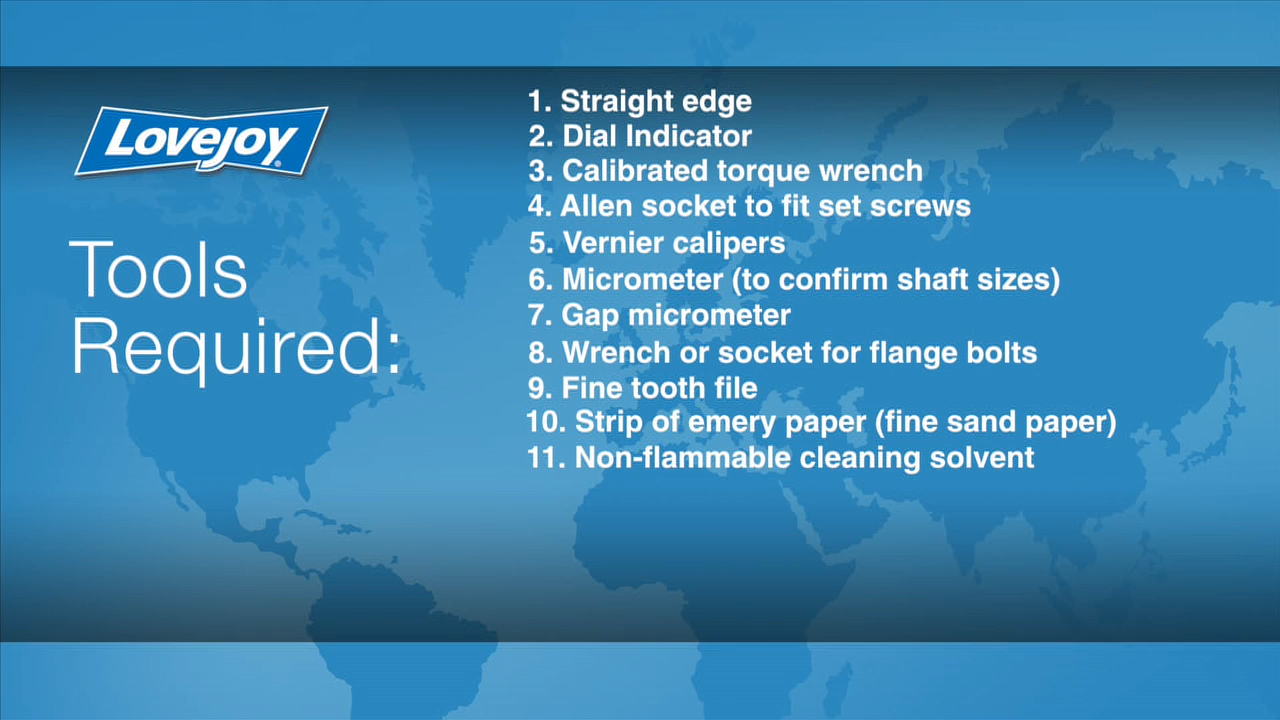 Lovejoy®
Tools
Required:
1. Straight edge
2. Dial Indicator
3. Calibrated torque wrench
4. Allen socket to fit set screws
5. Vernier calipers
6. Micrometer (to confirm shaft sizes)
7. Gap micrometer
8. Wrench or socket for flange bolts
9. Fine tooth file
10. Strip of emery paper (fine sand paper)
11. Non-flammable cleaning solvent